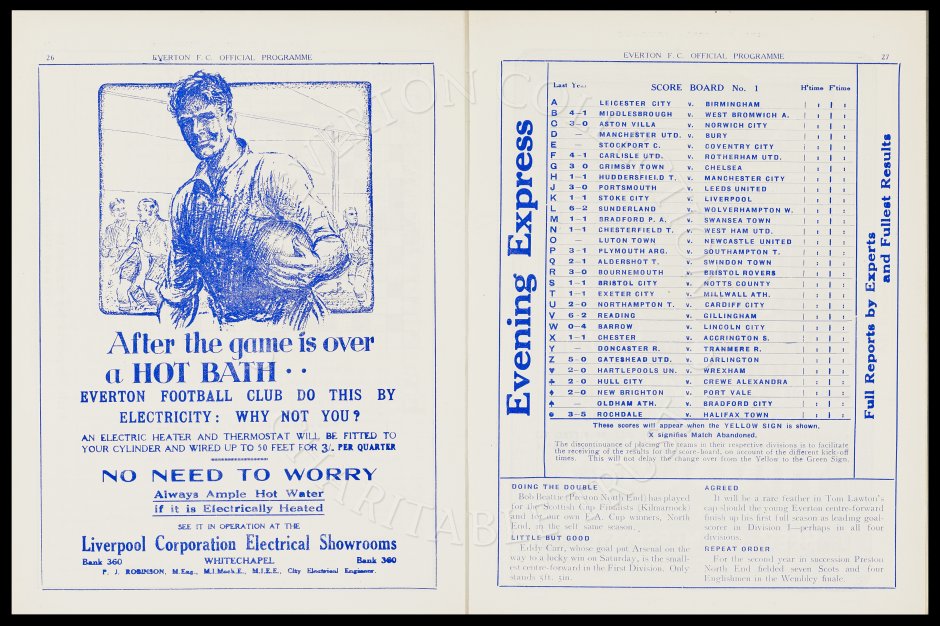 26
EVERTON F.C. OFFICIAL PROGRAMME
After the game is over
a HOT BATH . .
EVERTON FOOTBALL CLUB DO THIS BY
ELECTRICITY: WHY NOT YOU?
AN ELECTRIC HEATER AND THERMOSTAT WILL BE FITTED TO
YOUR CYLINDER AND WIRED UP TO 50 FEET FOR 3/- PER QUARTER
NO NEED TO WORRY
Always Ample Hot Water
if it is Electrically Heated
SEE IT IN OPERATION AT THE
Liverpool Corporation Electrical Showrooms
Bank 360 WHITECHAPEL Bank 360
P. J. ROBINSON, M.Eng., M.I.Mech.E., M.I.E.E., City Electrical Engineer.
EVERTON F.C. OFFICIAL PROGRAMME
27
Evening Express
Last Year SCORE BOARD No. 1 H'time F'time
A LEICESTER CITY v. BIRMINGHAM
B 4-1 MIDDLESBROUGH v. WEST BROMWICH A.
C 3-0 ASTON VILLA v. NORWICH CITY
D — MANCHESTER UTD. v. BURY
E — STOCKPORT C. v. COVENTRY CITY
F 4-1 CARLISLE UTD. v. ROTHERHAM UTD.
G 3-0 GRIMSBY TOWN v. CHELSEA
H 1-1 HUDDERSFIELD T. v. MANCHESTER CITY
J 3-0 PORTSMOUTH v. LEEDS UNITED
K 1-1 STOKE CITY v. LIVERPOOL
L 6-2 SUNDERLAND v. WOLVERHAMPTON W.
M 1-1 BRADFORD P. A. v. SWANSEA TOWN
N 1-1 CHESTERFIELD T. v. WEST HAM UTD.
O — LUTON TOWN v. NEWCASTLE UNITED
P 3-1 PLYMOUTH ARG. v. SOUTHAMPTON T.
Q 2-1 ALDERSHOT T. v. SWINDON TOWN
R 3-0 BOURNEMOUTH v. BRISTOL ROVERS
S 1-1 BRISTOL CITY v. NOTTS COUNTY
T 1-1 EXETER CITY v. MILLWALL ATH.
U 2-0 NORTHAMPTON T. v. CARDIFF CITY
V 6-2 READING v. GILLINGHAM
W 0-4 BARROW v. LINCOLN CITY
X 1-1 CHESTER v. ACCRINGTON S.
Y — DONCASTER R. v. TRANMERE R.
Z 5-0 GATESHEAD UTD. v. DARLINGTON
♥ 2-0 HARTLEPOOLS UN. v. WREXHAM
♣ 2-0 HULL CITY v. CREWE ALEXANDRA
♦ 2-0 NEW BRIGHTON v. PORT VALE
♠ — OLDHAM ATH. v. BRADFORD CITY
● 3-5 ROCHDALE v. HALIFAX TOWN
These scores will appear when the YELLOW SIGN is shown.
X signifies Match Abandoned.
The discontinuance of placing the teams in their respective divisions is to facilitate
the receiving of the results for the score-board, on account of the different kick-off
times. This will not delay the change over from the Yellow to the Green Sign.
Full Reports by Experts
and Fullest Results
DOING THE DOUBLE
Bob Beattie (Preston North End) has played
for the Scottish Cup Finalists (Kilmarnock)
and for our own F.A. Cup winners, North
End, in the self same season.
LITTLE BUT GOOD
Eddy Carr, whose goal put Arsenal on the
way to a lucky win on Saturday, is the small-
est centre-forward in the First Division. Only
stands 5ft. 5in.
AGREED
It will be a rare feather in Tom Lawton's
cap should the young Everton centre-forward
finish up his first full season as leading goal-
scorer in Division I—perhaps in all four
divisions.
REPEAT ORDER
For the second year in succession Preston
North End fielded seven Scots and four
Englishmen in the Wembley finale.